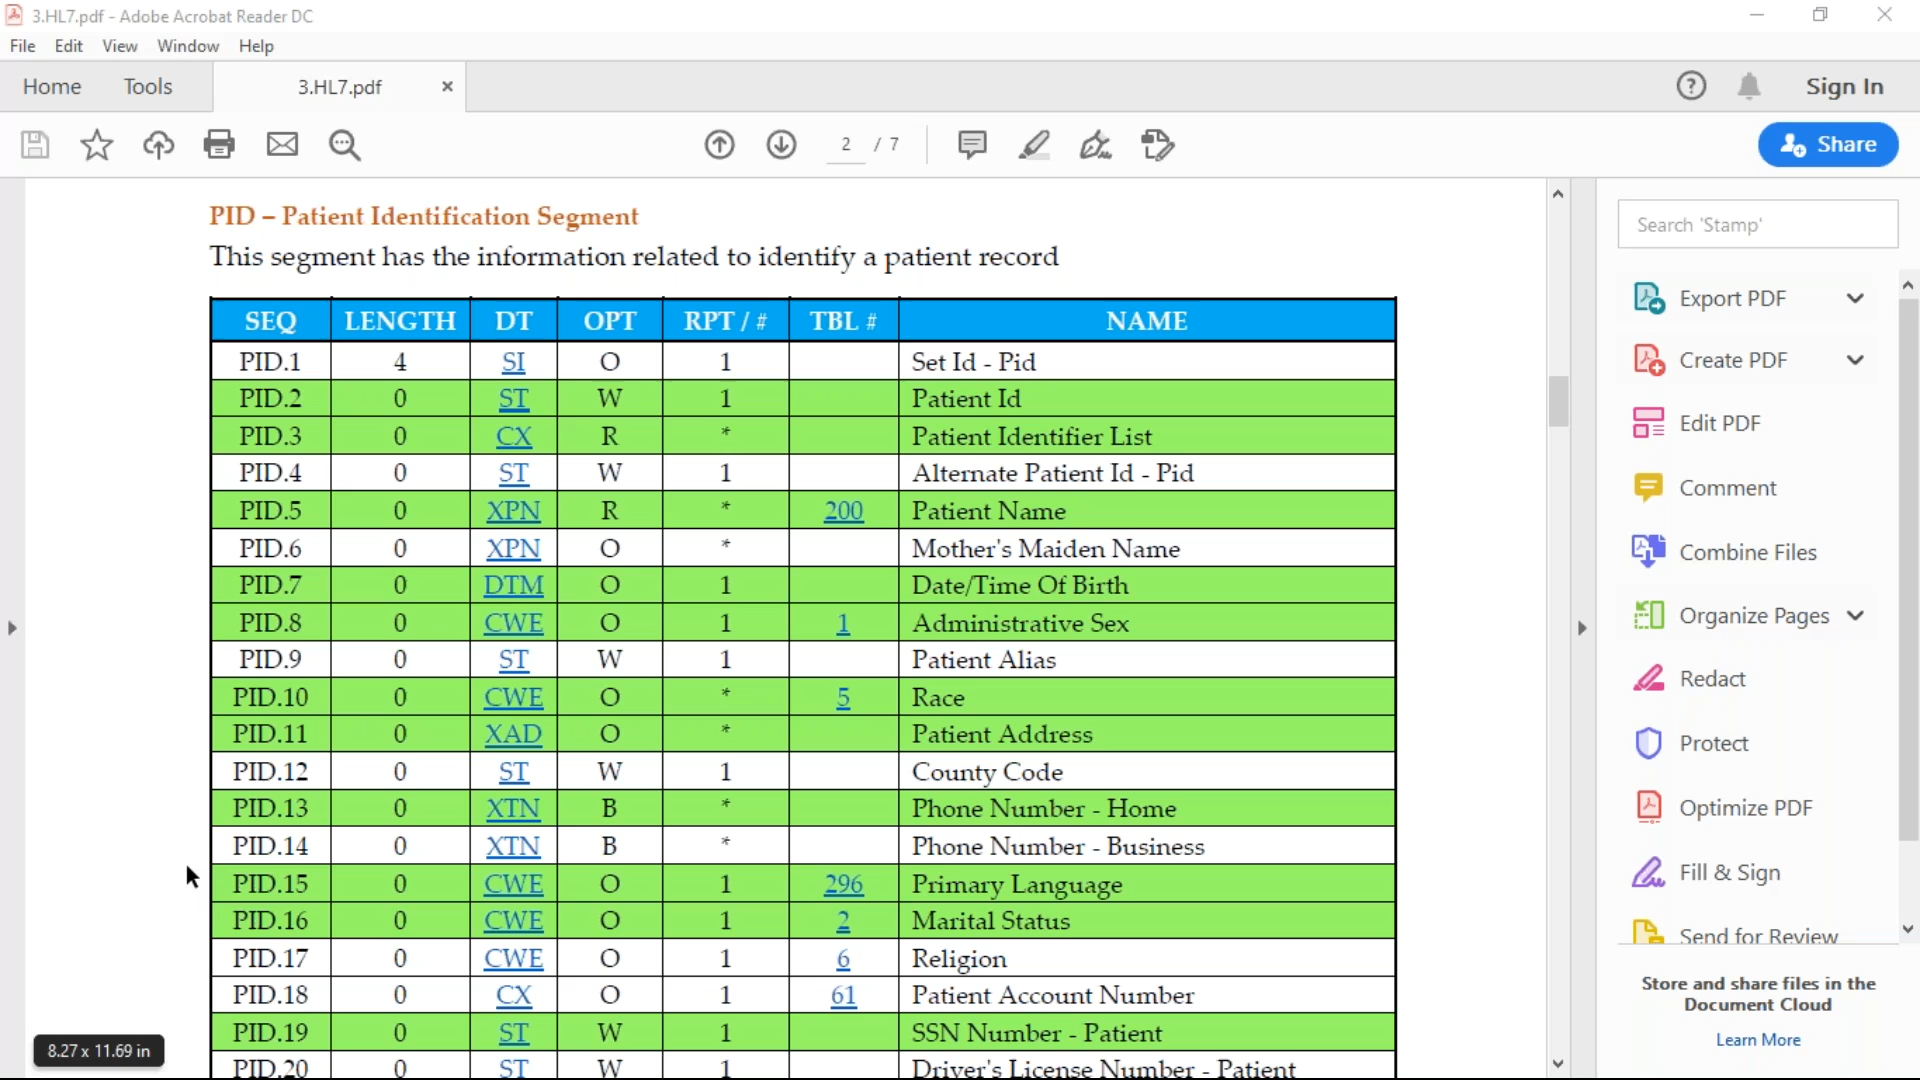 3.HL7.pdf - Adobe Acrobat Reader DC
File Edit View Window Help
Home Tools 3.HL7.pdf × Sign In
2 / 7 Share
PID – Patient Identification Segment
This segment has the information related to identify a patient record
SEQ LENGTH DT OPT RPT / # TBL # NAME
PID.1 4 SI O 1 Set Id - Pid
PID.2 0 ST W 1 Patient Id
PID.3 0 CX R * Patient Identifier List
PID.4 0 ST W 1 Alternate Patient Id - Pid
PID.5 0 XPN R * 200 Patient Name
PID.6 0 XPN O * Mother's Maiden Name
PID.7 0 DTM O 1 Date/Time Of Birth
PID.8 0 CWE O 1 1 Administrative Sex
PID.9 0 ST W 1 Patient Alias
PID.10 0 CWE O * 5 Race
PID.11 0 XAD O * Patient Address
PID.12 0 ST W 1 County Code
PID.13 0 XTN B * Phone Number - Home
PID.14 0 XTN B * Phone Number - Business
PID.15 0 CWE O 1 296 Primary Language
PID.16 0 CWE O 1 2 Marital Status
PID.17 0 CWE O 1 6 Religion
PID.18 0 CX O 1 61 Patient Account Number
PID.19 0 ST W 1 SSN Number - Patient
PID.20 0 ST W 1 Driver's License Number - Patient
8.27 x 11.69 in
Search 'Stamp'
Export PDF
Create PDF
Edit PDF
Comment
Combine Files
Organize Pages
Redact
Protect
Optimize PDF
Fill & Sign
Send for Review
Store and share files in the
Document Cloud
Learn More